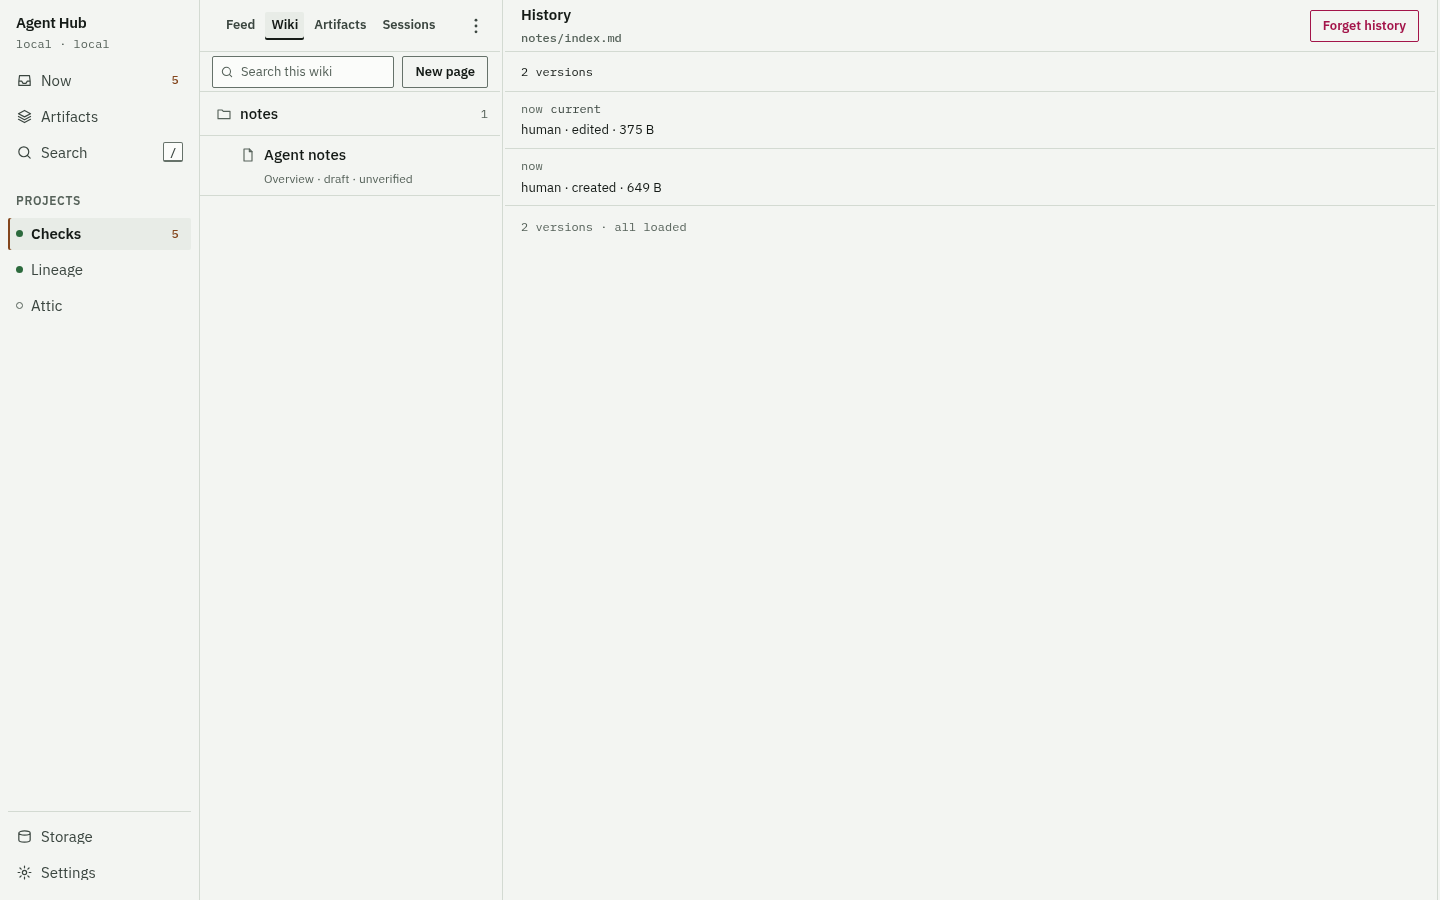 Agent Hub
local · local
Now 5
Artifacts
Search /
PROJECTS
Checks 5
Lineage
Attic
Storage
Settings
Feed Wiki Artifacts Sessions
Search this wiki New page
notes 1
Agent notes
Overview · draft · unverified
History
notes/index.md
Forget history
2 versions
now current
human · edited · 375 B
now
human · created · 649 B
2 versions · all loaded